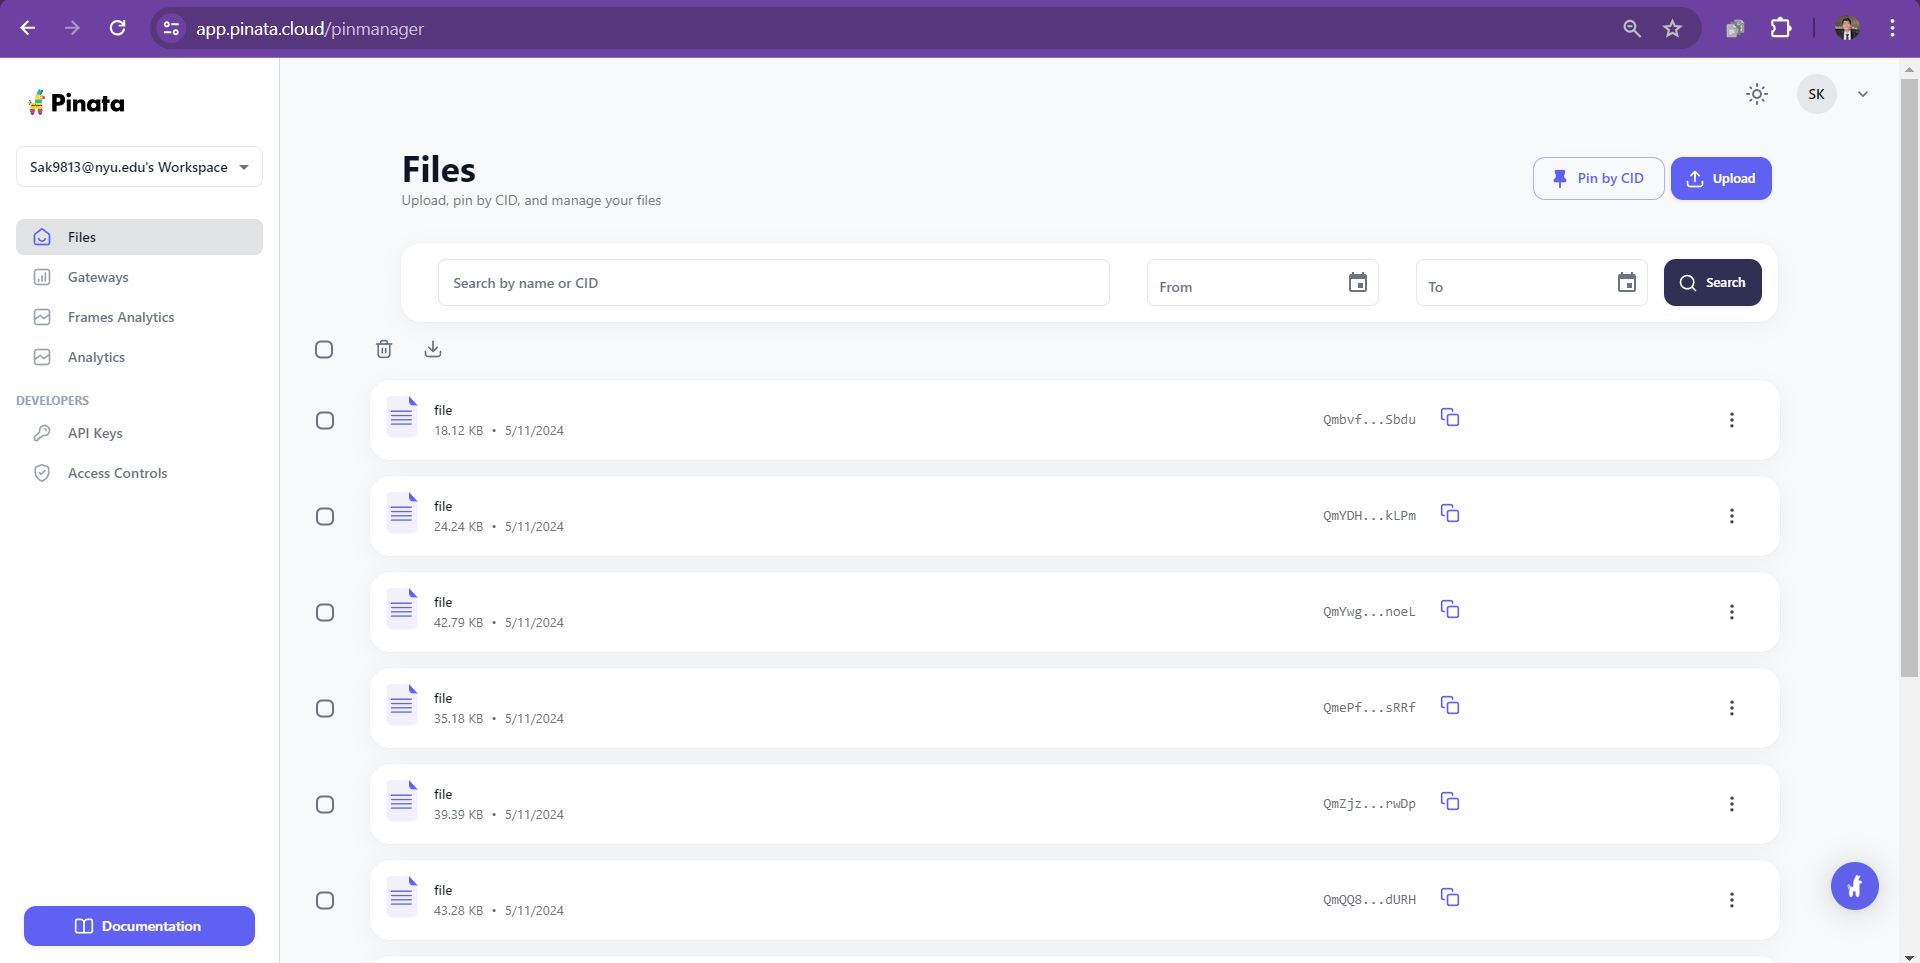 app.pinata.cloud/pinmanager
Pinata
SK
Sak9813@nyu.edu's Workspace
Files
Gateways
Frames Analytics
Analytics
DEVELOPERS
API Keys
Access Controls
Documentation
Files
Upload, pin by CID, and manage your files
Pin by CID
Upload
Search by name or CID
From
To
Search
file
18.12 KB • 5/11/2024
Qmbvf...Sbdu
file
24.24 KB • 5/11/2024
QmYDH...kLPm
file
42.79 KB • 5/11/2024
QmYwg...noeL
file
35.18 KB • 5/11/2024
QmePf...sRRf
file
39.39 KB • 5/11/2024
QmZjz...rwDp
file
43.28 KB • 5/11/2024
QmQQ8...dURH